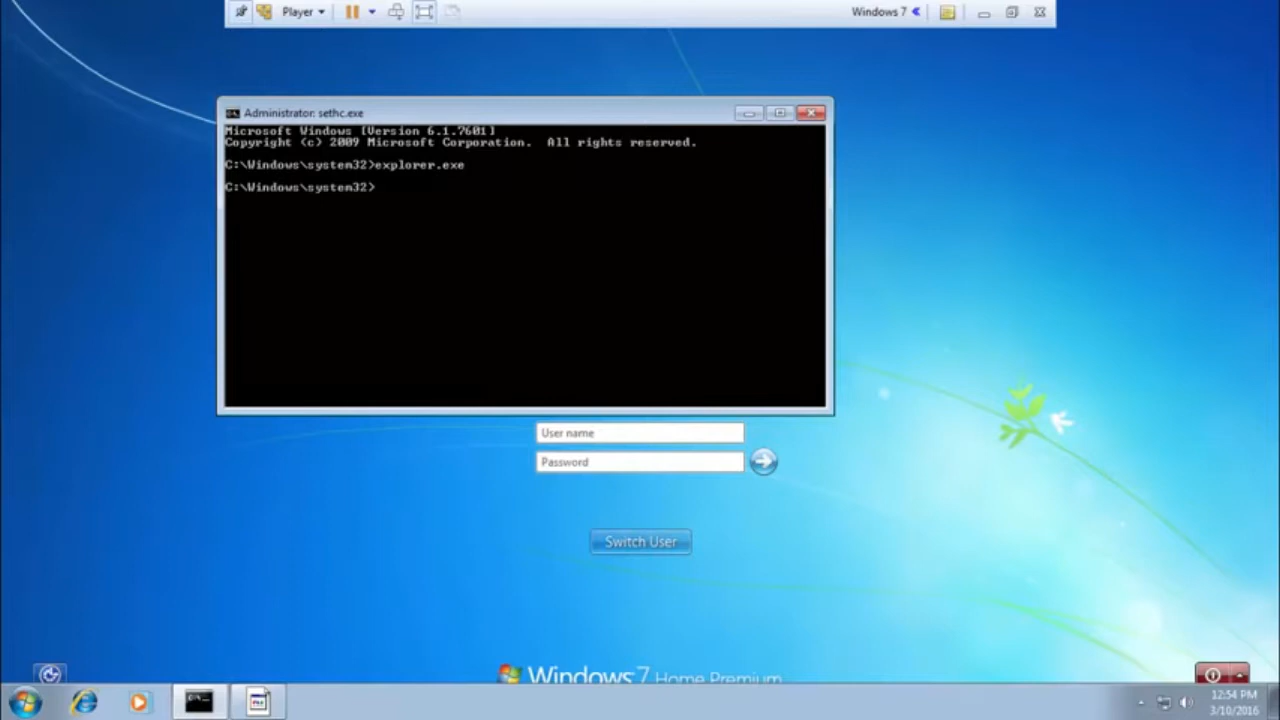 Player
Windows 7
Administrator: sethc.exe
Microsoft Windows [Version 6.1.7601]
Copyright (c) 2009 Microsoft Corporation. All rights reserved.
C:\Windows\system32>explorer.exe
C:\Windows\system32>
User name
Password
Switch User
Windows 7 Home Premium
12:54 PM
3/10/2016